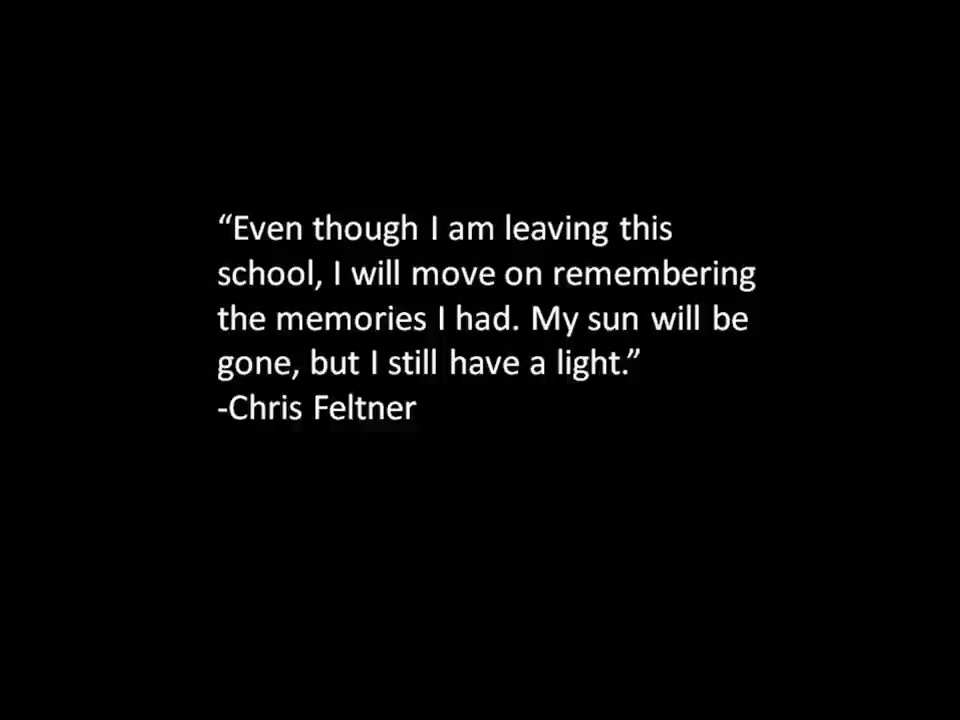 “Even though I am leaving this
school, I will move on remembering
the memories I had. My sun will be
gone, but I still have a light.”
-Chris Feltner